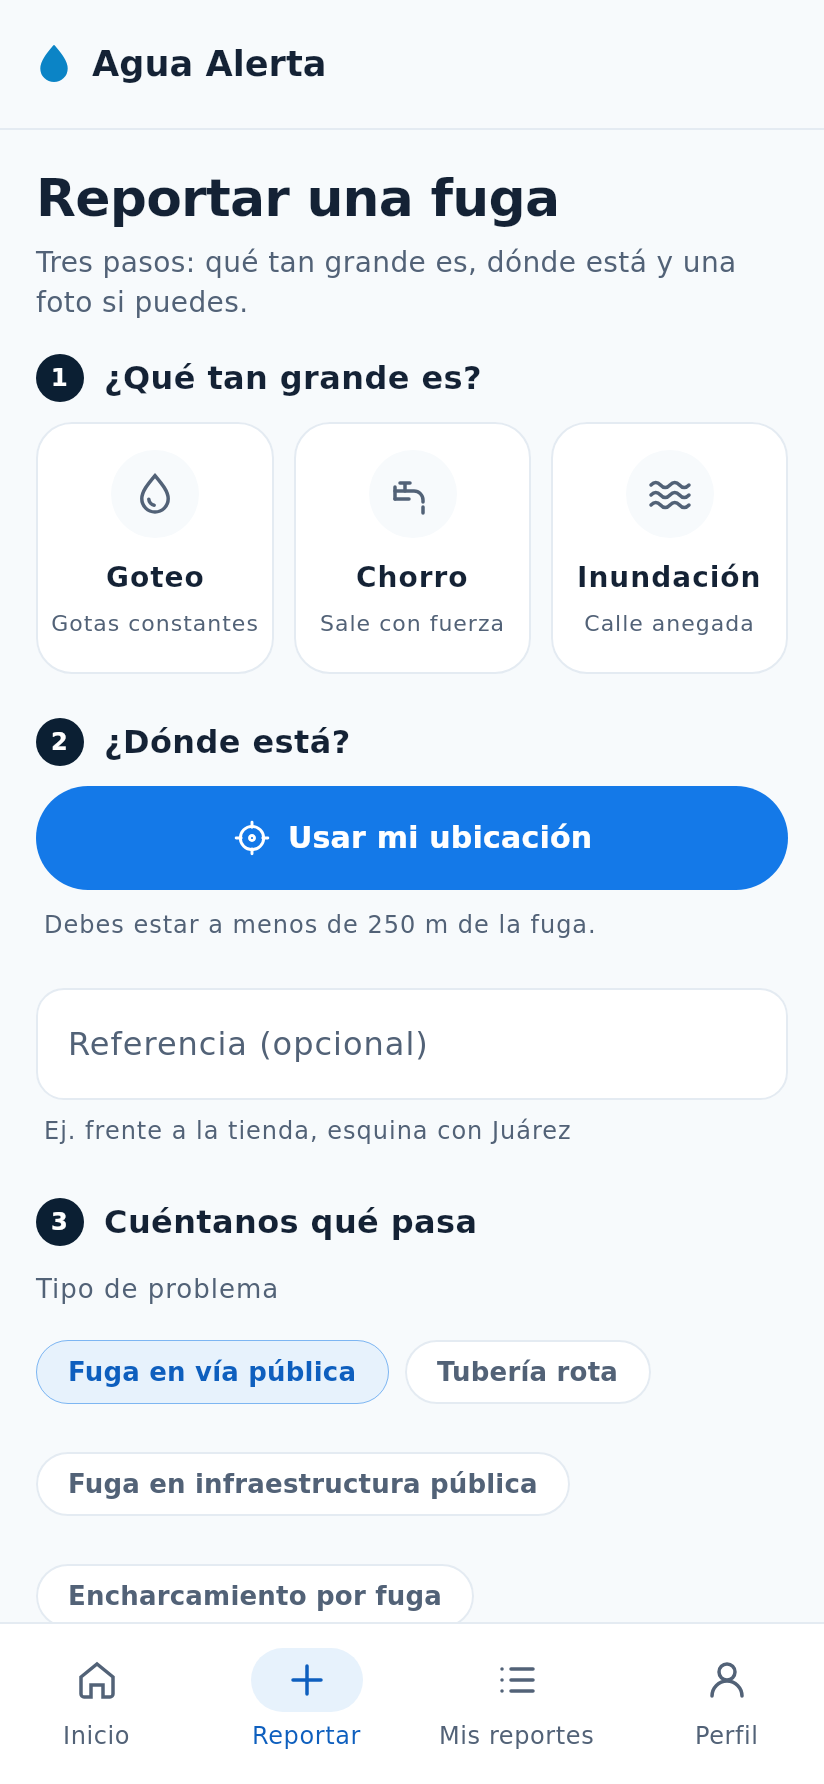 Agua Alerta
Reportar una fuga
Tres pasos: qué tan grande es, dónde está y una
foto si puedes.
1 ¿Qué tan grande es?
Goteo
Gotas constantes
Chorro
Sale con fuerza
Inundación
Calle anegada
2 ¿Dónde está?
Usar mi ubicación
Debes estar a menos de 250 m de la fuga.
Referencia (opcional)
Ej. frente a la tienda, esquina con Juárez
3 Cuéntanos qué pasa
Tipo de problema
Fuga en vía pública
Tubería rota
Fuga en infraestructura pública
Encharcamiento por fuga
Inicio
Reportar
Mis reportes
Perfil